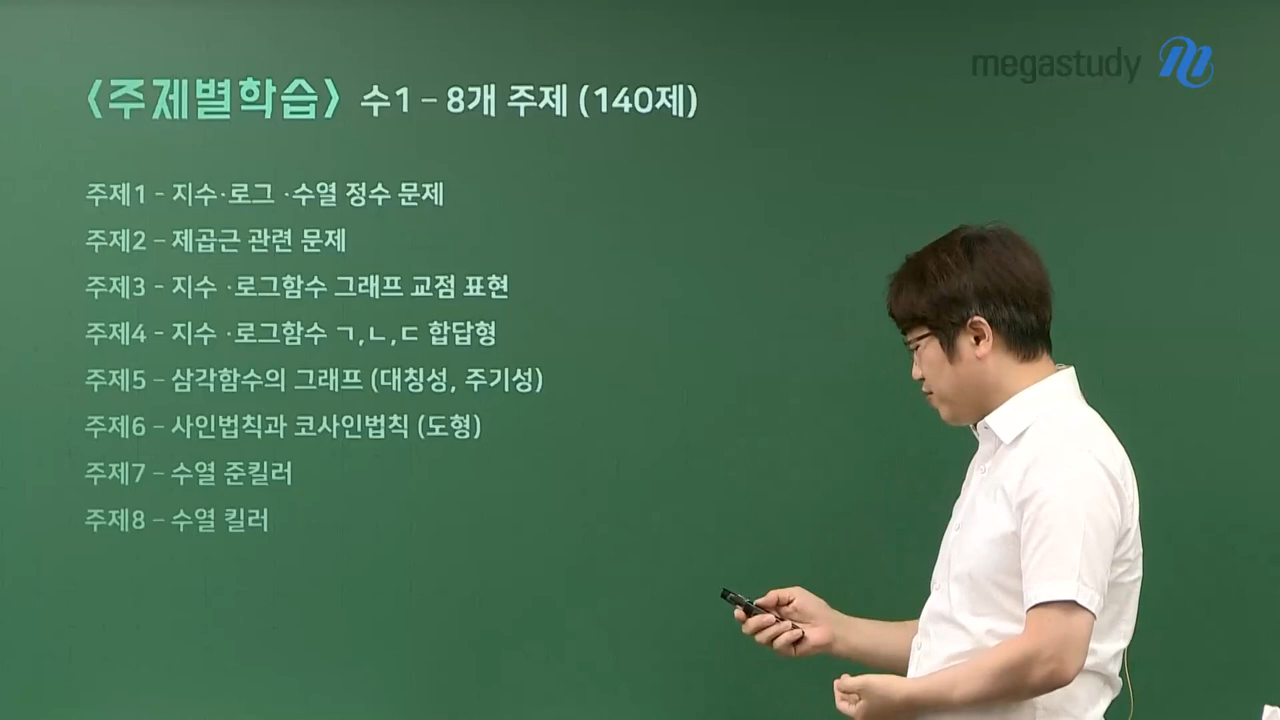 megastudy
<주제별학습> 수1 - 8개 주제 (140제)
주제1 - 지수·로그 ·수열 정수 문제
주제2 - 제곱근 관련 문제
주제3 - 지수 ·로그함수 그래프 교점 표현
주제4 - 지수 ·로그함수 ㄱ,ㄴ,ㄷ 합답형
주제5 - 삼각함수의 그래프 (대칭성, 주기성)
주제6 - 사인법칙과 코사인법칙 (도형)
주제7 - 수열 준킬러
주제8 - 수열 킬러